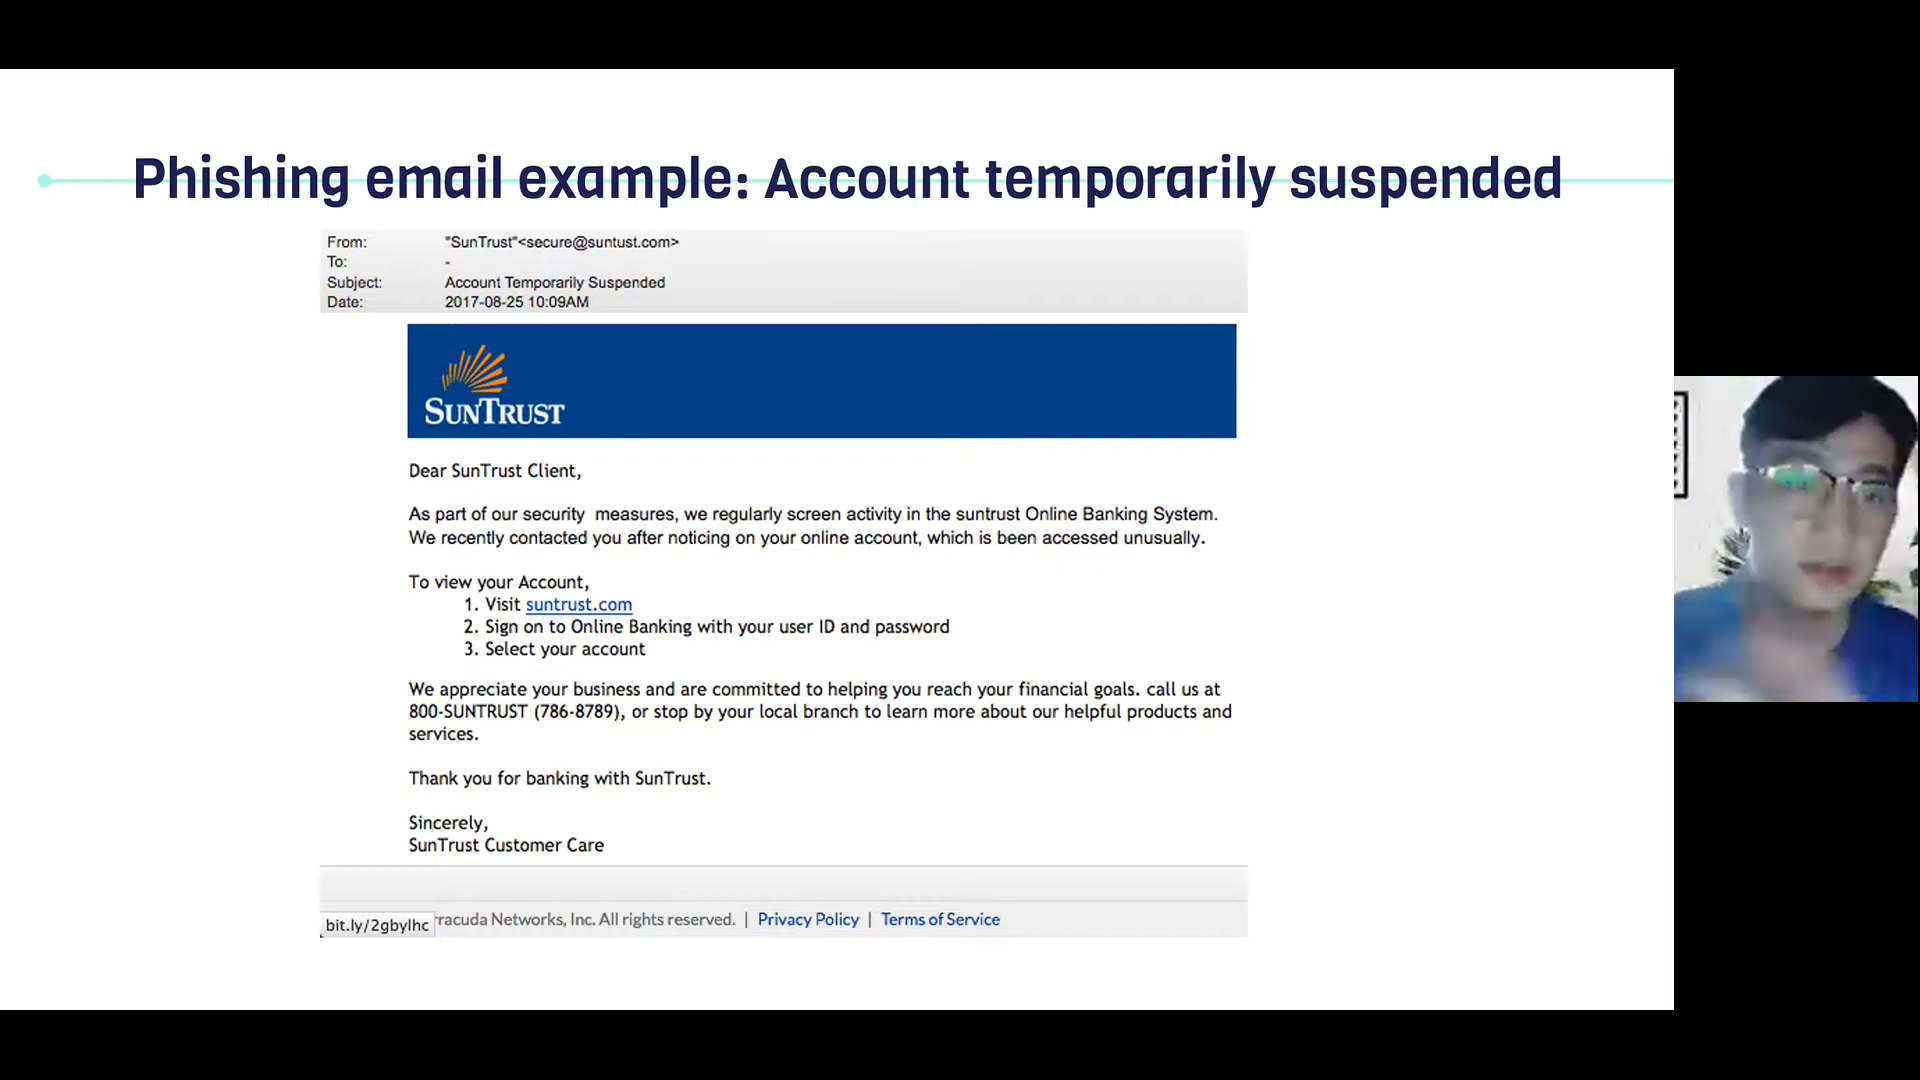 Phishing email example: Account temporarily suspended
From: "SunTrust"<secure@suntust.com>
To: -
Subject: Account Temporarily Suspended
Date: 2017-08-25 10:09AM
SUNTRUST
Dear SunTrust Client,
As part of our security measures, we regularly screen activity in the suntrust Online Banking System.
We recently contacted you after noticing on your online account, which is been accessed unusually.
To view your Account,
1. Visit suntrust.com
2. Sign on to Online Banking with your user ID and password
3. Select your account
We appreciate your business and are committed to helping you reach your financial goals. call us at
800-SUNTRUST (786-8789), or stop by your local branch to learn more about our helpful products and
services.
Thank you for banking with SunTrust.
Sincerely,
SunTrust Customer Care
bit.ly/2gbylhc rracuda Networks, Inc. All rights reserved. | Privacy Policy | Terms of Service